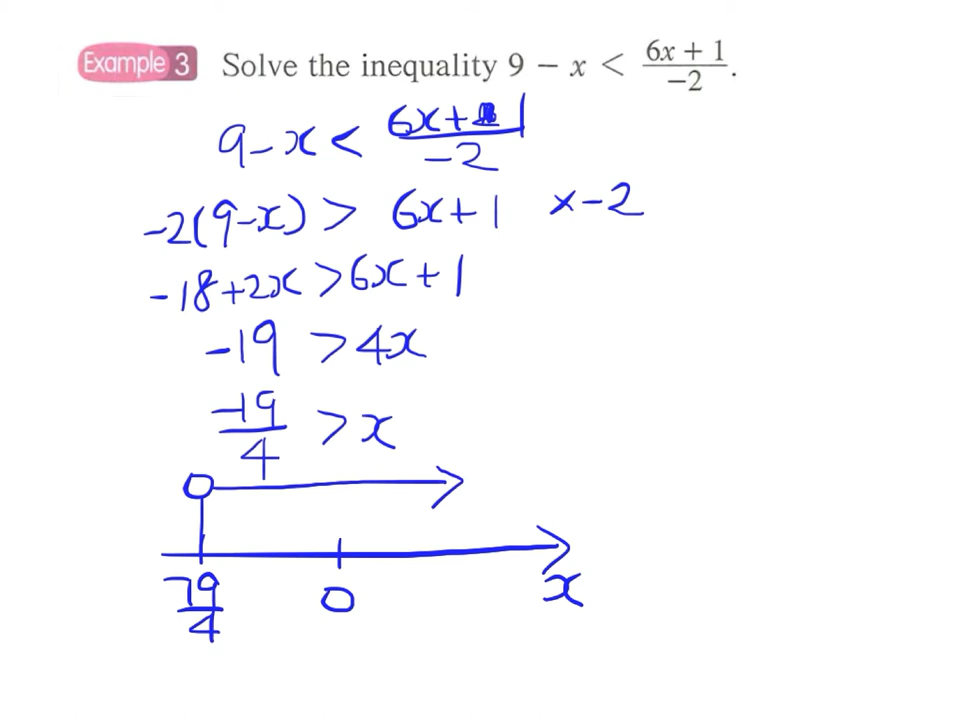 Example 3 Solve the inequality 9 − x < (6x + 1)/−2.
9 − x < (6x + 1)/−2
−2(9 − x) > 6x + 1 × −2
−18 + 2x > 6x + 1
−19 > 4x
−19/4 > x
−19/4 0 x